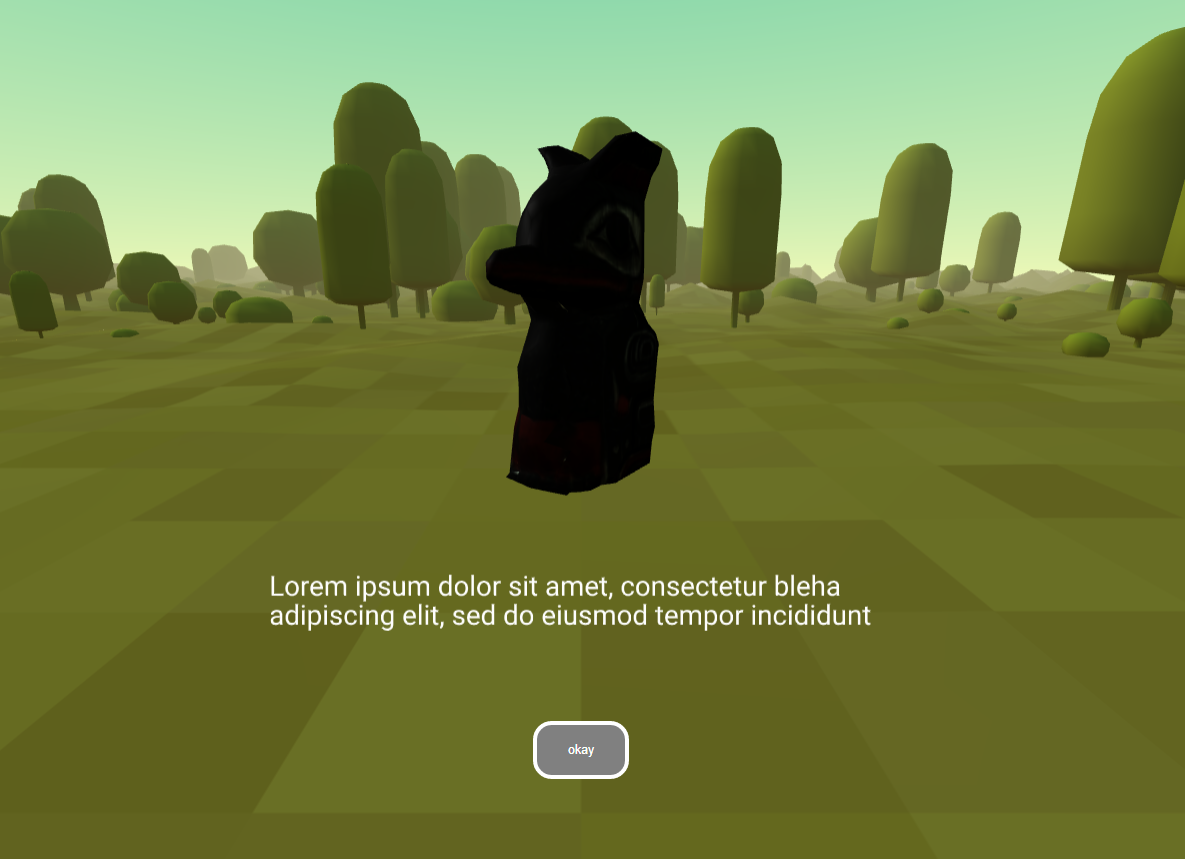 Lorem ipsum dolor sit amet, consectetur bleha
adipiscing elit, sed do eiusmod tempor incididunt
okay